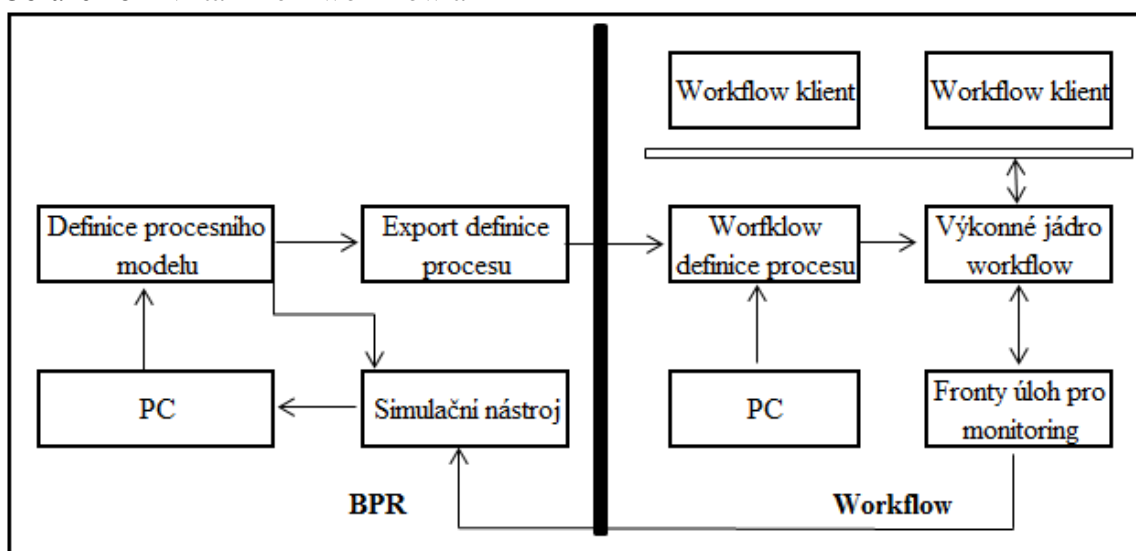 Workflow klient
Workflow klient
Definice procesního
modelu
Export definice
procesu
Worfklow
definice procesu
Výkonné jádro
workflow
PC
Simulační nástroj
PC
Fronty úloh pro
monitoring
BPR
Workflow